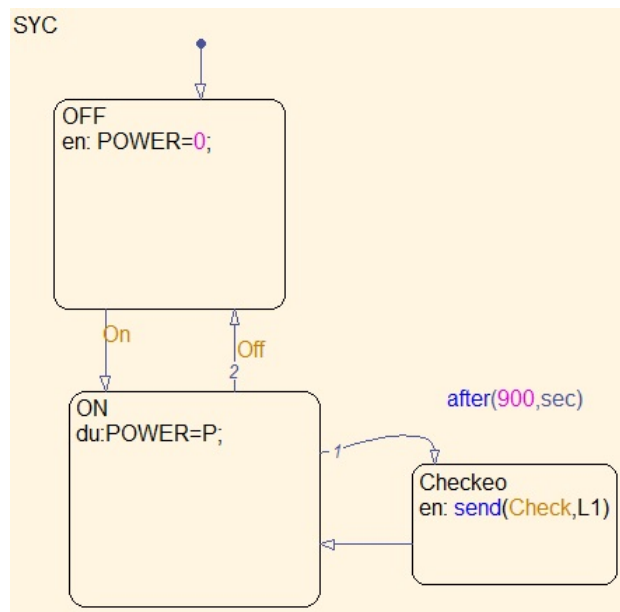 SYC
OFF
en: POWER=0;
On
Off
2
ON
du:POWER=P;
after(900,sec)
1
Checkeo
en: send(Check,L1)